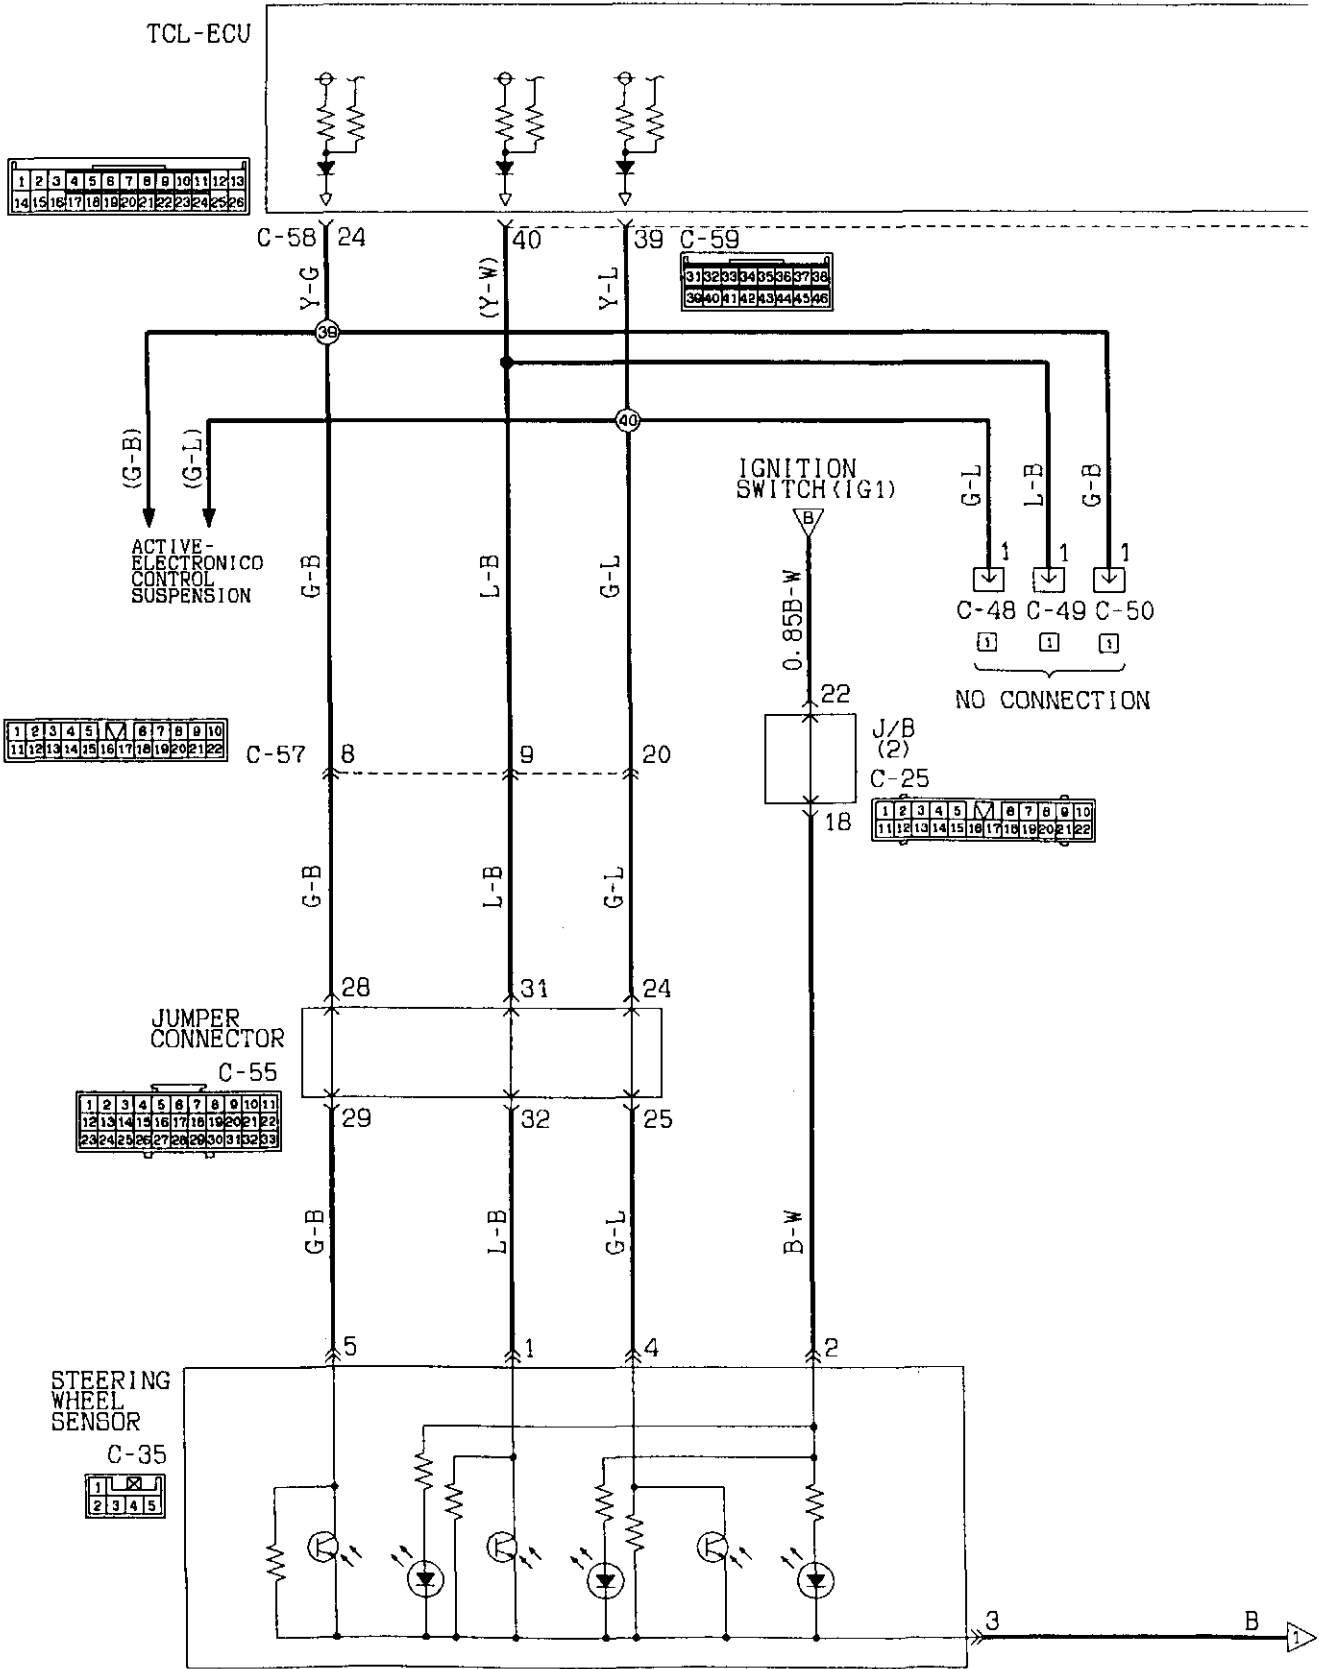 TCL-ECU
1 2 3 4 5 6 7 8 9 10 11 12 13
14 15 16 17 18 19 20 21 22 23 24 25 26
C-58 24
40
39 C-59
31 32 33 34 35 36 37 38
39 40 41 42 43 44 45 46
Y-G
(Y-W)
Y-L
39
40
(G-B)
(G-L)
IGNITION
SWITCH(IG1)
B
G-L
L-B
G-B
ACTIVE-
ELECTRONICO
CONTROL
SUSPENSION
G-B
L-B
G-L
0.85B-W
1 1 1
C-48 C-49 C-50
1 1 1
NO CONNECTION
22
J/B
(2)
C-25
18
1 2 3 4 5 6 7 8 9 10
11 12 13 14 15 16 17 18 19 20 21 22
1 2 3 4 5 6 7 8 9 10
11 12 13 14 15 16 17 18 19 20 21 22
C-57 8 9 20
G-B
L-B
G-L
28 31 24
JUMPER
CONNECTOR
C-55
1 2 3 4 5 6 7 8 9 10 11
12 13 14 15 16 17 18 19 20 21 22
23 24 25 26 27 28 29 30 31 32 33
29 32 25
G-B
L-B
G-L
B-W
5 1 4 2
STEERING
WHEEL
SENSOR
C-35
1
2 3 4 5
3
B
1